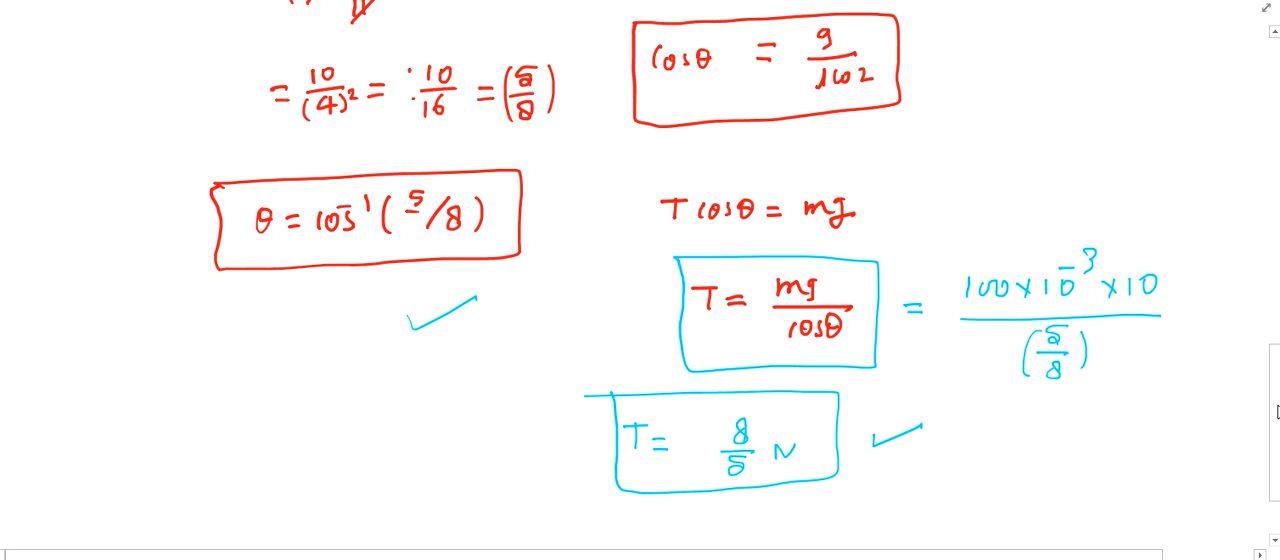 = 10/(4)² = 10/16 = (5/8)
cosθ = g/lω²
θ = cos⁻¹ (5/8)
T cosθ = mg
T = mg/cosθ = 100×10⁻³×10/(5/8)
T = 8/5 N